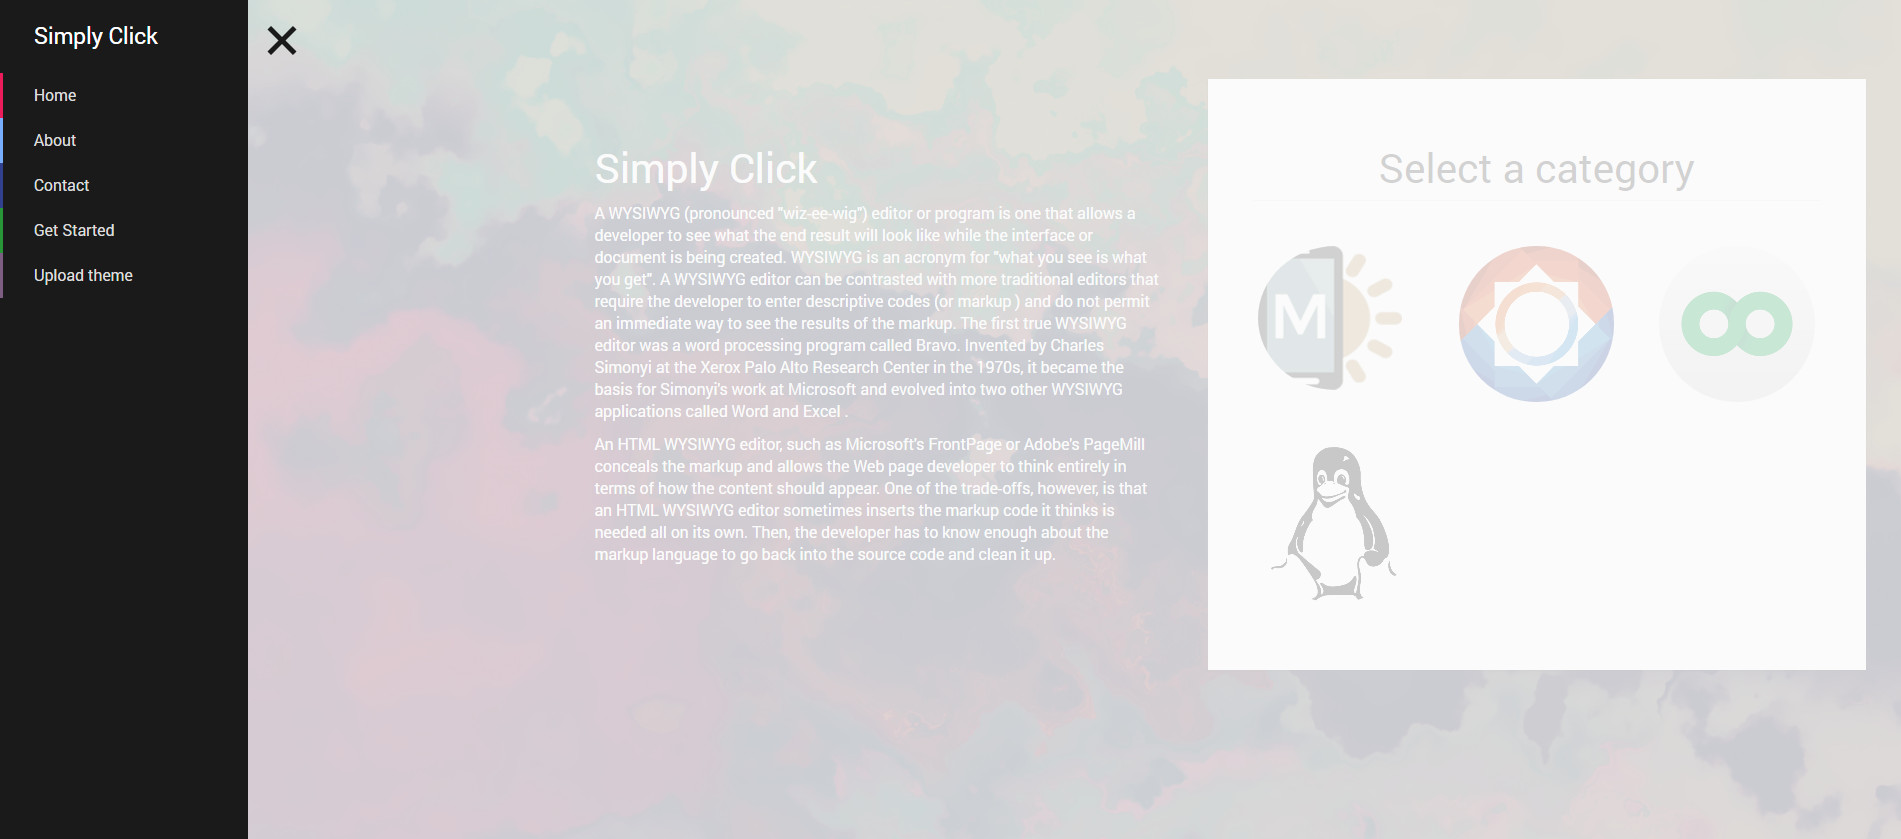 Simply Click
Home
About
Contact
Get Started
Upload theme
Simply Click
A WYSIWYG (pronounced "wiz-ee-wig") editor or program is one that allows a
developer to see what the end result will look like while the interface or
document is being created. WYSIWYG is an acronym for "what you see is what
you get". A WYSIWYG editor can be contrasted with more traditional editors that
require the developer to enter descriptive codes (or markup ) and do not permit
an immediate way to see the results of the markup. The first true WYSIWYG
editor was a word processing program called Bravo. Invented by Charles
Simonyi at the Xerox Palo Alto Research Center in the 1970s, it became the
basis for Simonyi's work at Microsoft and evolved into two other WYSIWYG
applications called Word and Excel .
An HTML WYSIWYG editor, such as Microsoft's FrontPage or Adobe's PageMill
conceals the markup and allows the Web page developer to think entirely in
terms of how the content should appear. One of the trade-offs, however, is that
an HTML WYSIWYG editor sometimes inserts the markup code it thinks is
needed all on its own. Then, the developer has to know enough about the
markup language to go back into the source code and clean it up.
Select a category
M